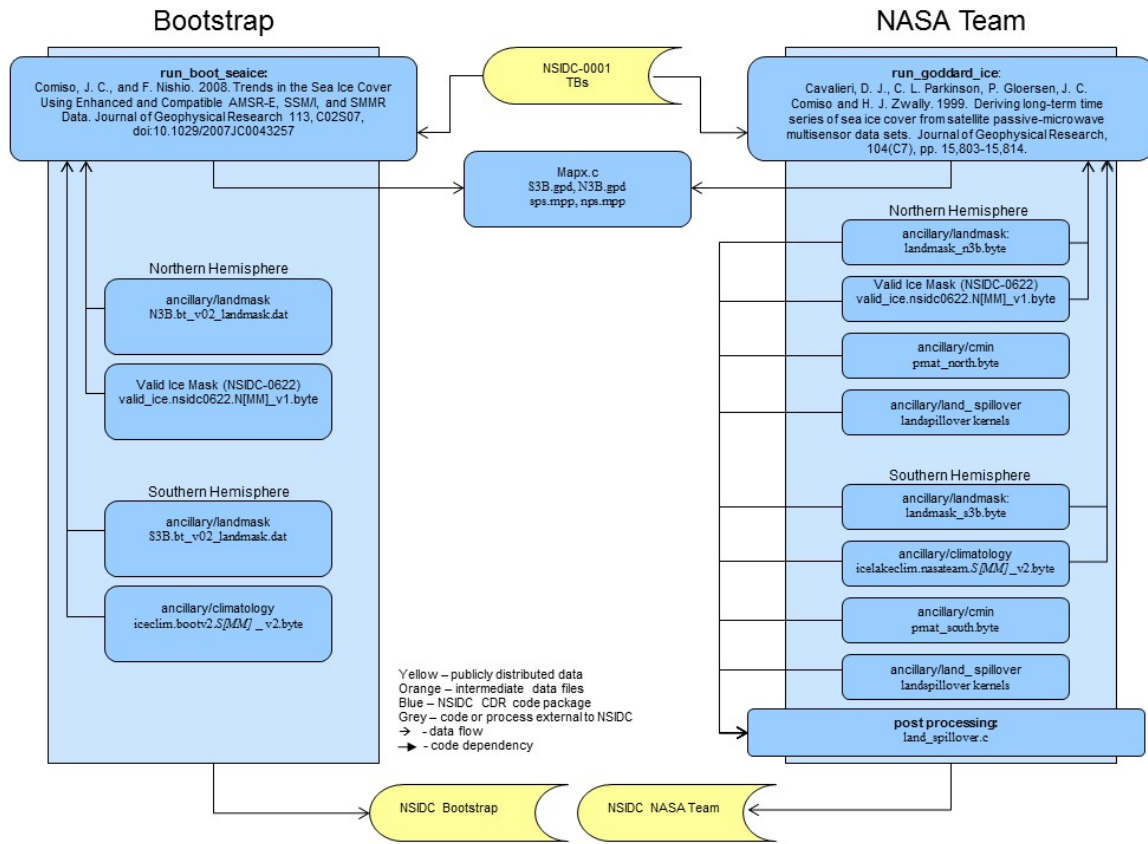 Bootstrap
NASA Team
run_boot_seaice:
Comiso, J. C., and F. Nishio. 2008. Trends in the Sea Ice Cover
Using Enhanced and Compatible AMSR-E, SSM/I, and SMMR
Data. Journal of Geophysical Research 113, C02S07,
doi:10.1029/2007JC0043257
NSIDC-0001
TBs
run_goddard_ice:
Cavalieri, D. J., C. L. Parkinson, P. Gloersen, J. C.
Comiso and H. J. Zwally. 1999. Deriving long-term time
series of sea ice cover from satellite passive-microwave
multisensor data sets. Journal of Geophysical Research,
104(C7), pp. 15,803-15,814.
Mapx.c
S3B.gpd, N3B.gpd
sps.mpp, nps.mpp
Northern Hemisphere
ancillary/landmask
N3B.bt_v02_landmask.dat
Valid Ice Mask (NSIDC-0622)
valid_ice.nsidc0622.N[MM]_v1.byte
Southern Hemisphere
ancillary/landmask
S3B.bt_v02_landmask.dat
ancillary/climatology
iceclim.bootv2.S[MM] _ v2.byte
Northern Hemisphere
ancillary/landmask:
landmask_n3b.byte
Valid Ice Mask (NSIDC-0622)
valid_ice.nsidc0622.N[MM]_v1.byte
ancillary/cmin
pmat_north.byte
ancillary/land_ spillover
landspillover kernels
Southern Hemisphere
ancillary/landmask:
landmask_s3b.byte
ancillary/climatology
icelakeclim.nasateam.S[MM]_v2.byte
ancillary/cmin
pmat_south.byte
ancillary/land_ spillover
landspillover kernels
post processing:
land_spillover.c
Yellow – publicly distributed data
Orange – intermediate data files
Blue – NSIDC CDR code package
Grey – code or process external to NSIDC
→ - data flow
→ - code dependency
NSIDC Bootstrap
NSIDC NASA Team